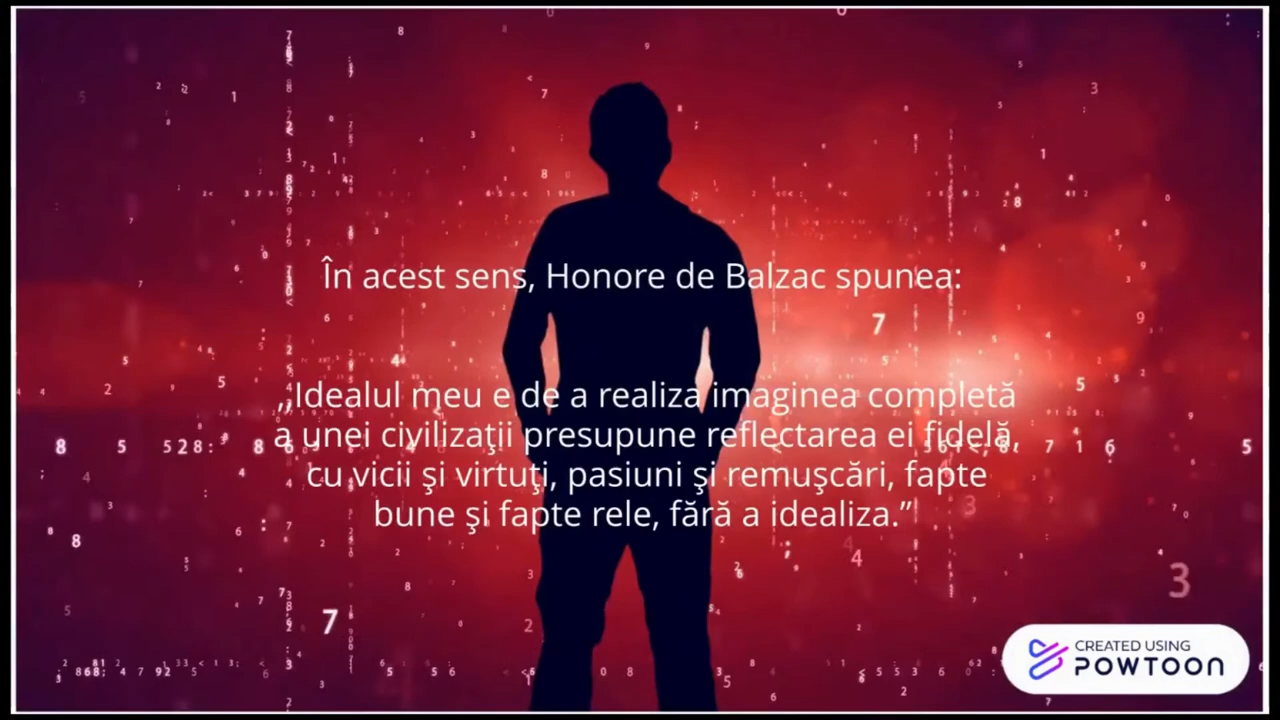 În acest sens, Honore de Balzac spunea:
,,Idealul meu e de a realiza imaginea completă
a unei civilizaţii presupune reflectarea ei fidelă,
cu vicii şi virtuţi, pasiuni şi remuşcări, fapte
bune şi fapte rele, fără a idealiza.”
CREATED USING
POWTOON